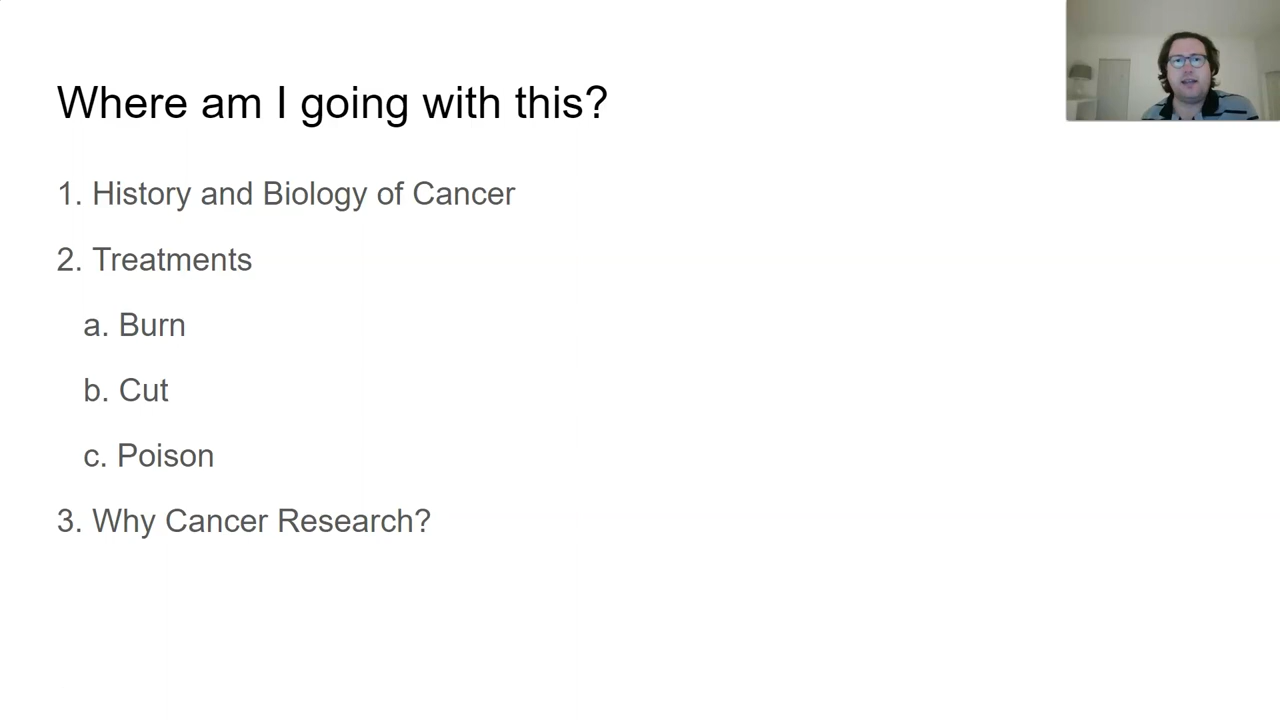 Where am I going with this?
1. History and Biology of Cancer
2. Treatments
a. Burn
b. Cut
c. Poison
3. Why Cancer Research?